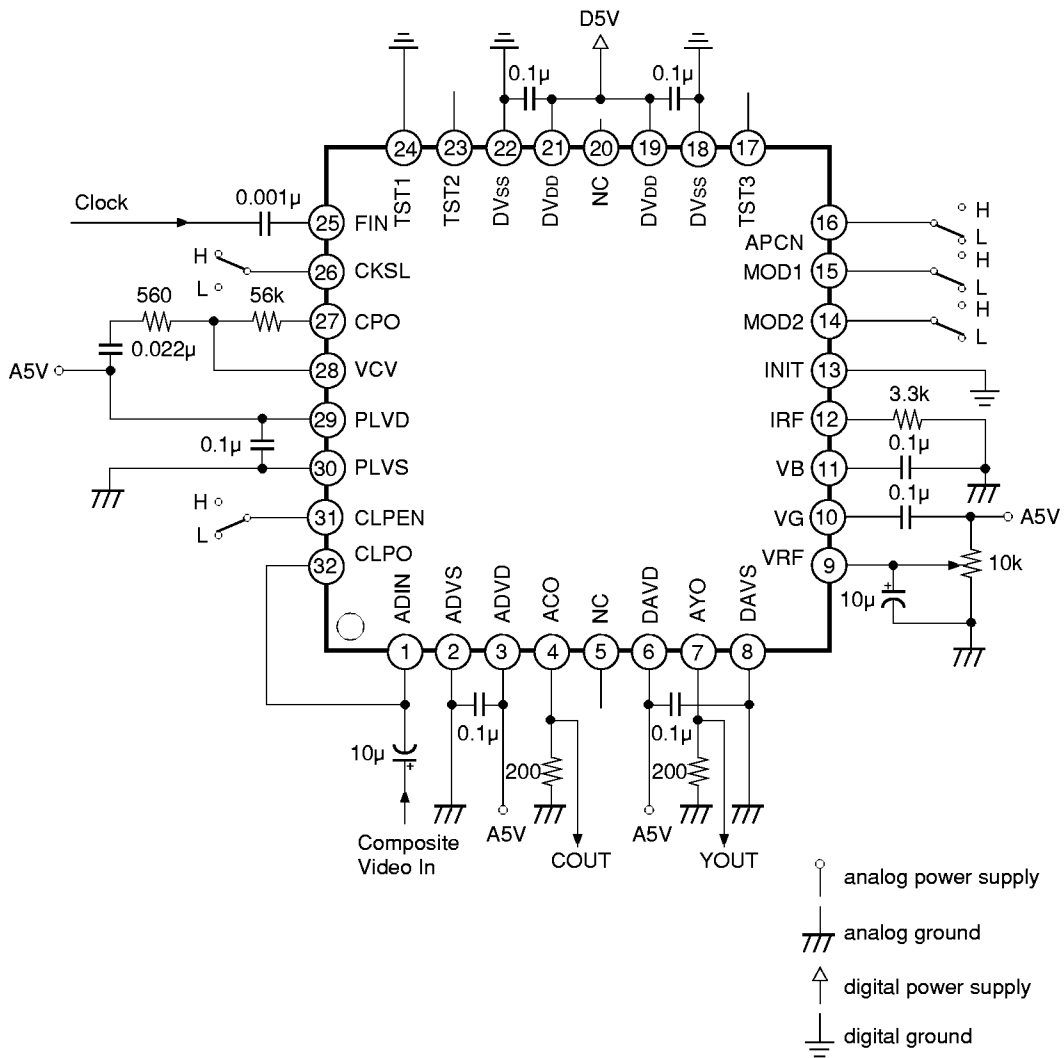 D5V
0.1µ
0.1µ
24
23
22
21
20
19
18
17
TST1
TST2
DVSS
DVDD
NC
DVDD
DVSS
TST3
Clock
0.001µ
25
FIN
H
L
26
CKSL
560
56k
27
CPO
0.022µ
A5V
28
VCV
29
PLVD
0.1µ
30
PLVS
H
L
31
CLPEN
32
CLPO
16
APCN
H
L
15
MOD1
H
L
14
MOD2
H
L
13
INIT
12
IRF
3.3k
11
VB
0.1µ
10
VG
0.1µ
A5V
9
VRF
10k
10µ
+
ADIN
ADVS
ADVD
ACO
NC
DAVD
AYO
DAVS
1
2
3
4
5
6
7
8
10µ
+
0.1µ
200
0.1µ
200
A5V
A5V
Composite
Video In
COUT
YOUT
analog power supply
analog ground
digital power supply
digital ground